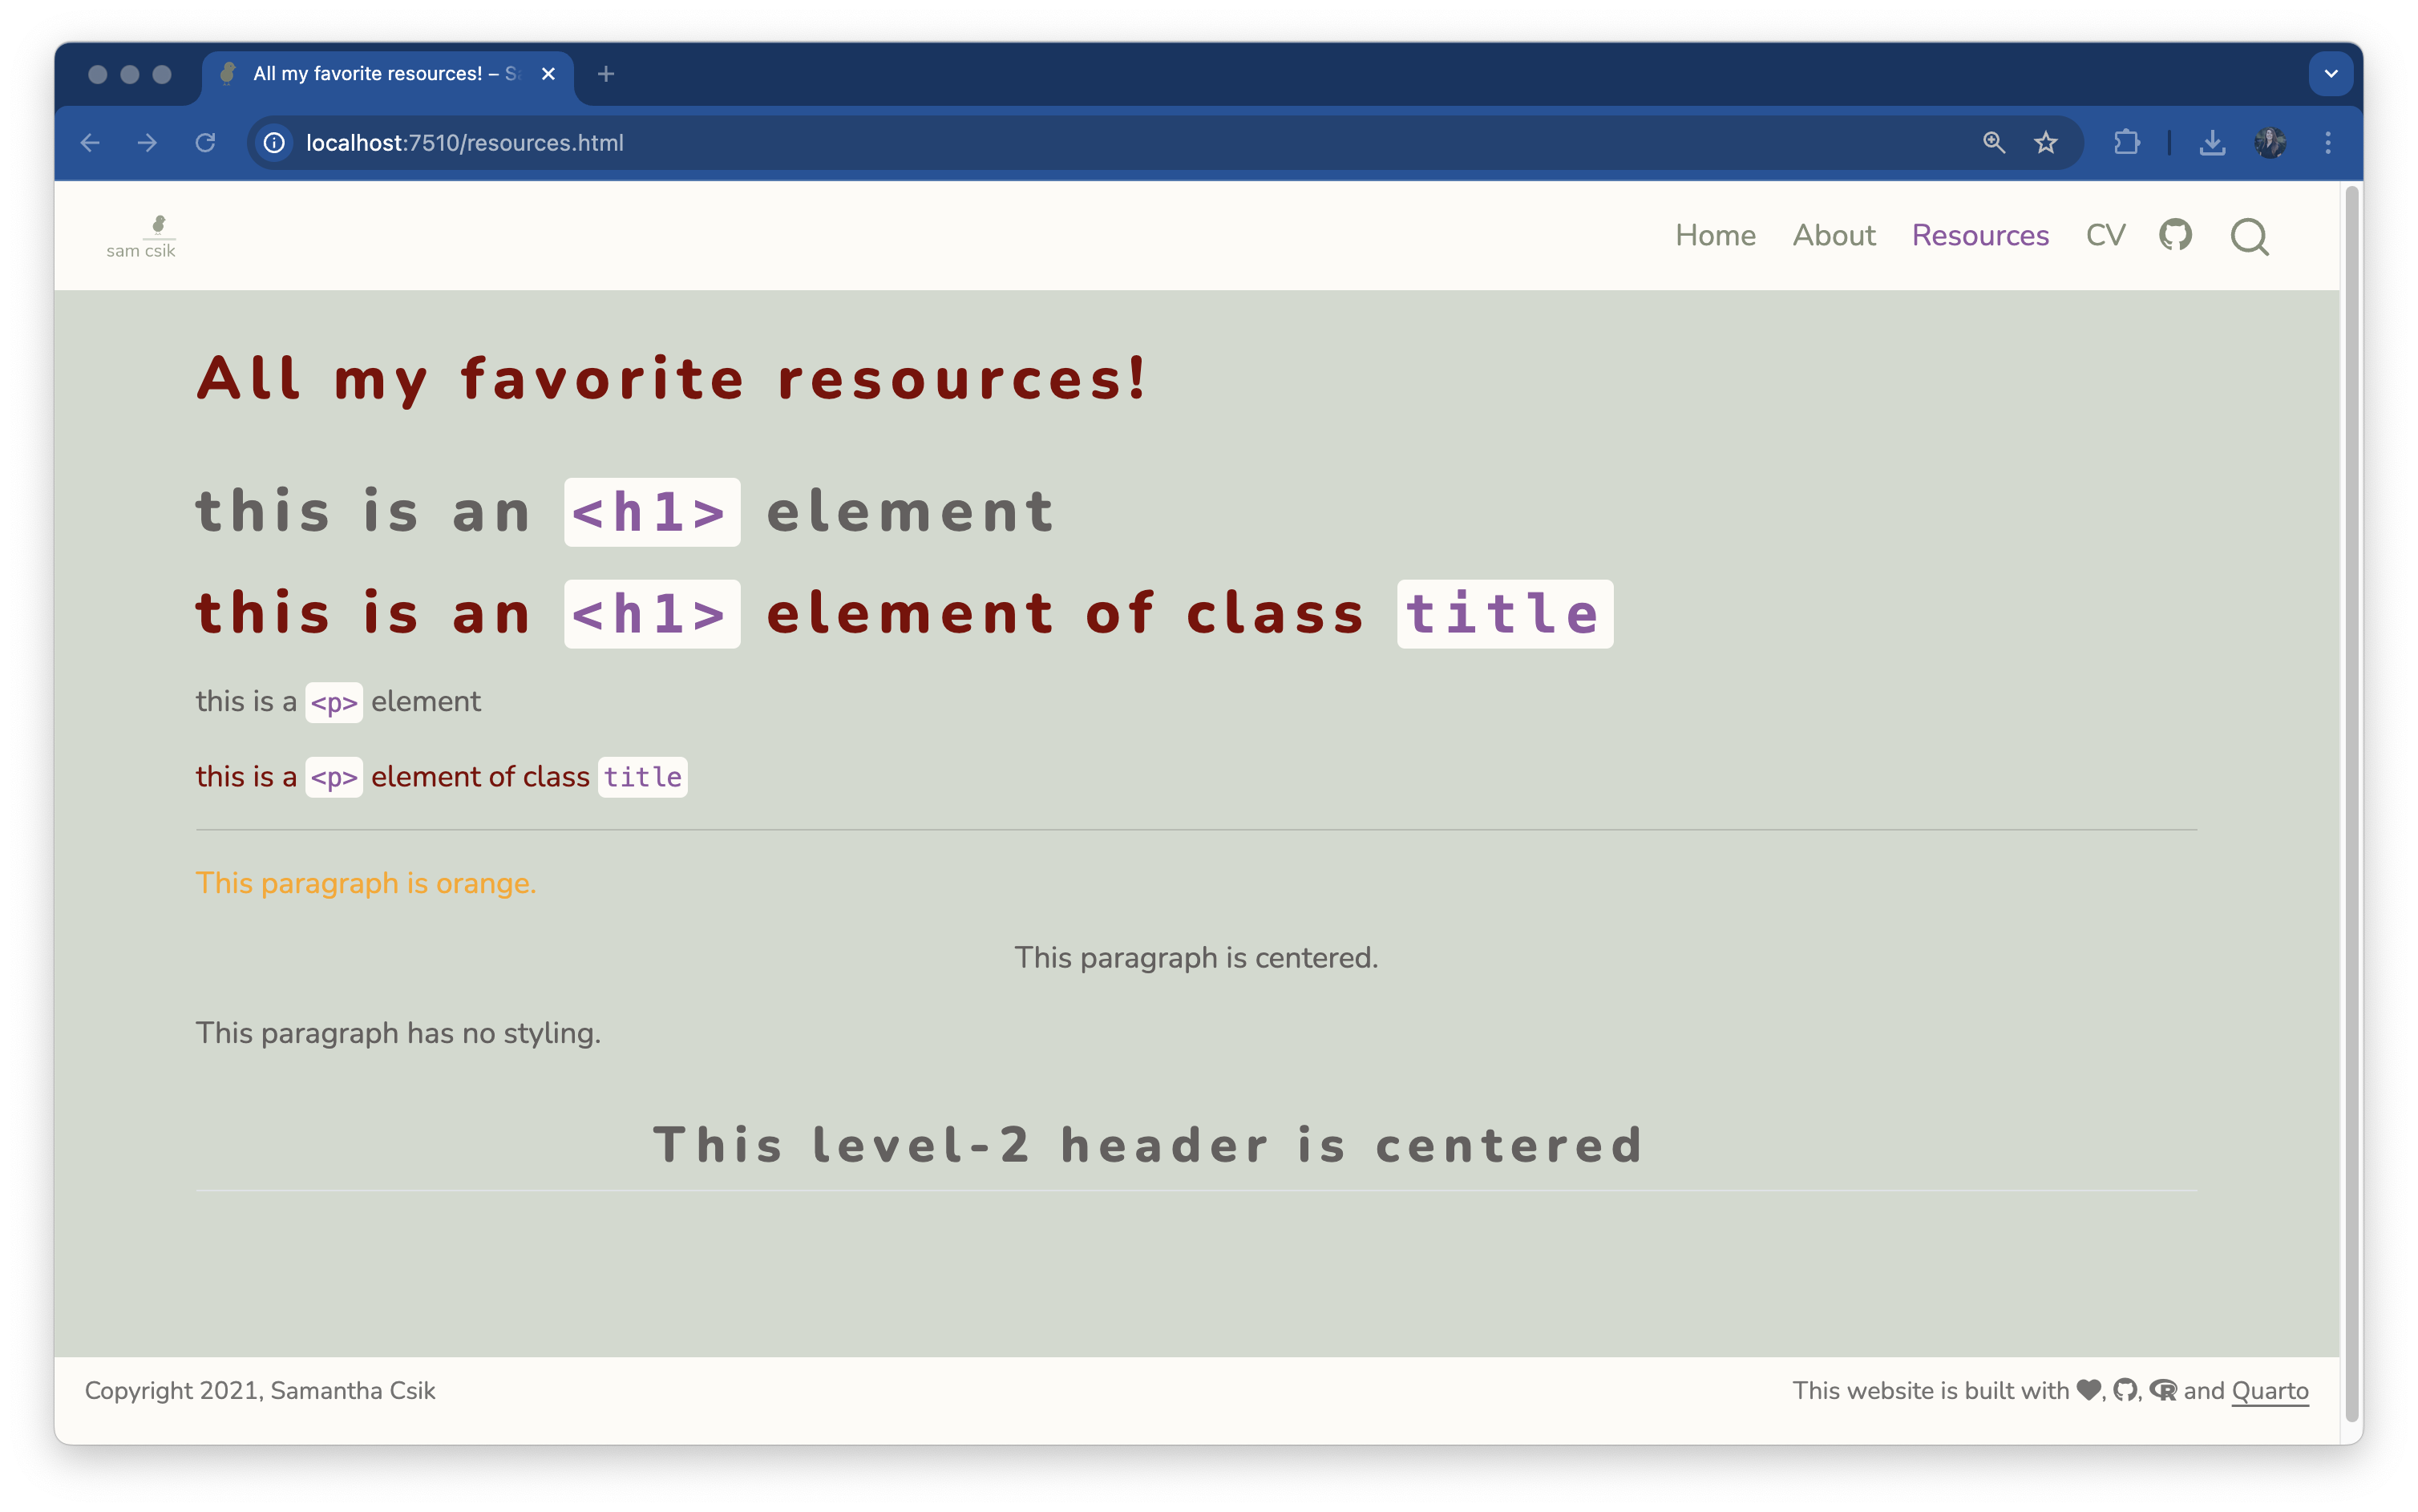 All my favorite resources! – S
localhost:7510/resources.html
sam csik
Home About Resources CV
All my favorite resources!
this is an <h1> element
this is an <h1> element of class title
this is a <p> element
this is a <p> element of class title
This paragraph is orange.
This paragraph is centered.
This paragraph has no styling.
This level-2 header is centered
Copyright 2021, Samantha Csik
This website is built with , , R and Quarto